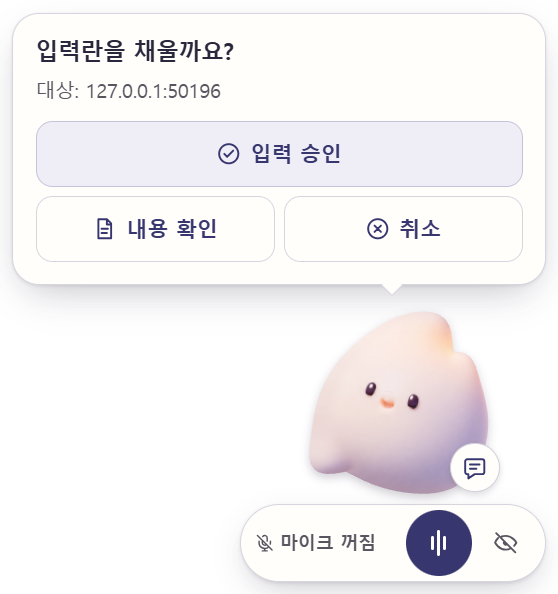 입력란을 채울까요?
대상: 127.0.0.1:50196
입력 승인
내용 확인
취소
마이크 꺼짐